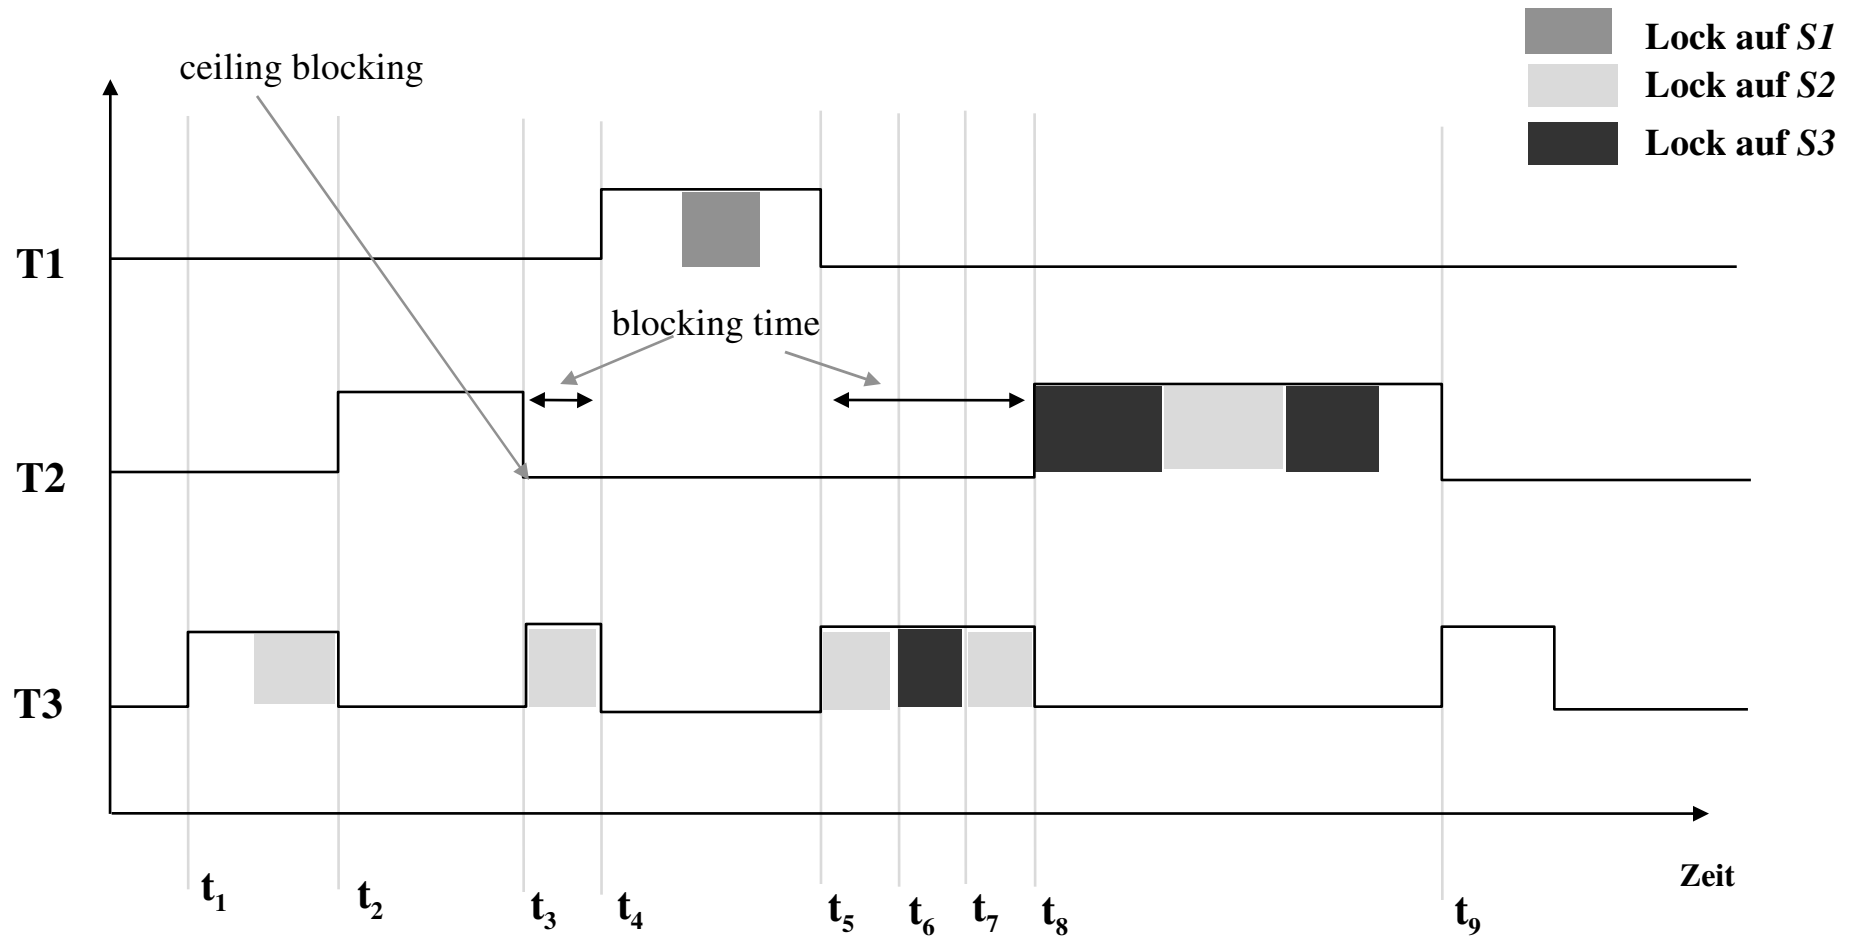 Lock auf S1
ceiling blocking
Lock auf S2
Lock auf S3
T1
blocking time
T2
T3
Zeit
t1 t2 t3 t4 t5 t6 t7 t8 t9